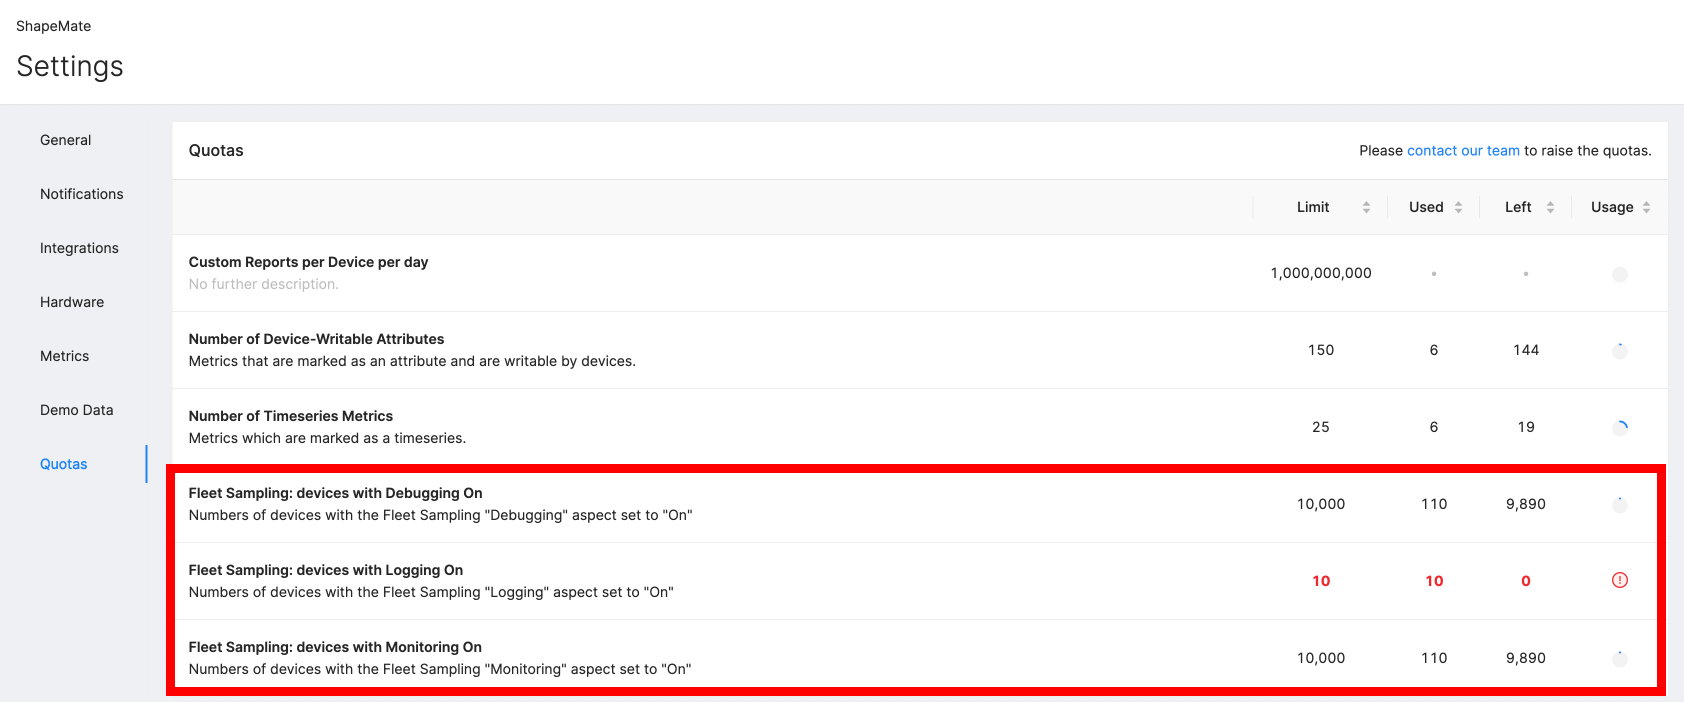 ShapeMate
Settings
General
Notifications
Integrations
Hardware
Metrics
Demo Data
Quotas
Quotas
Please contact our team to raise the quotas.
Limit Used Left Usage
Custom Reports per Device per day
No further description.
1,000,000,000
Number of Device-Writable Attributes
Metrics that are marked as an attribute and are writable by devices.
150 6 144
Number of Timeseries Metrics
Metrics which are marked as a timeseries.
25 6 19
Fleet Sampling: devices with Debugging On
Numbers of devices with the Fleet Sampling "Debugging" aspect set to "On"
10,000 110 9,890
Fleet Sampling: devices with Logging On
Numbers of devices with the Fleet Sampling "Logging" aspect set to "On"
10 10 0
Fleet Sampling: devices with Monitoring On
Numbers of devices with the Fleet Sampling "Monitoring" aspect set to "On"
10,000 110 9,890